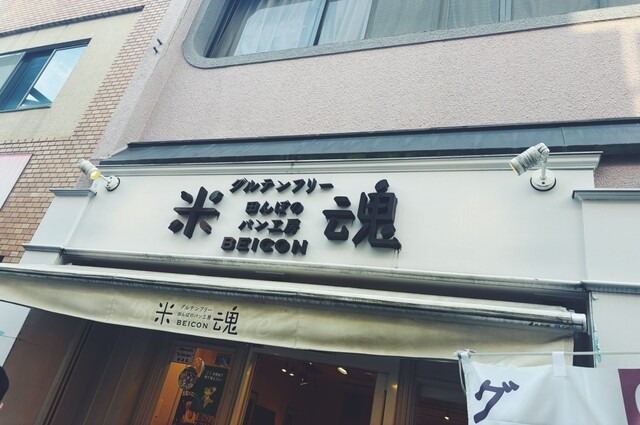 米魂
グルテンフリー
田んぼの
パン工房
BEICON
米魂
グルテンフリー
田んぼのパン工房
BEICON
グ